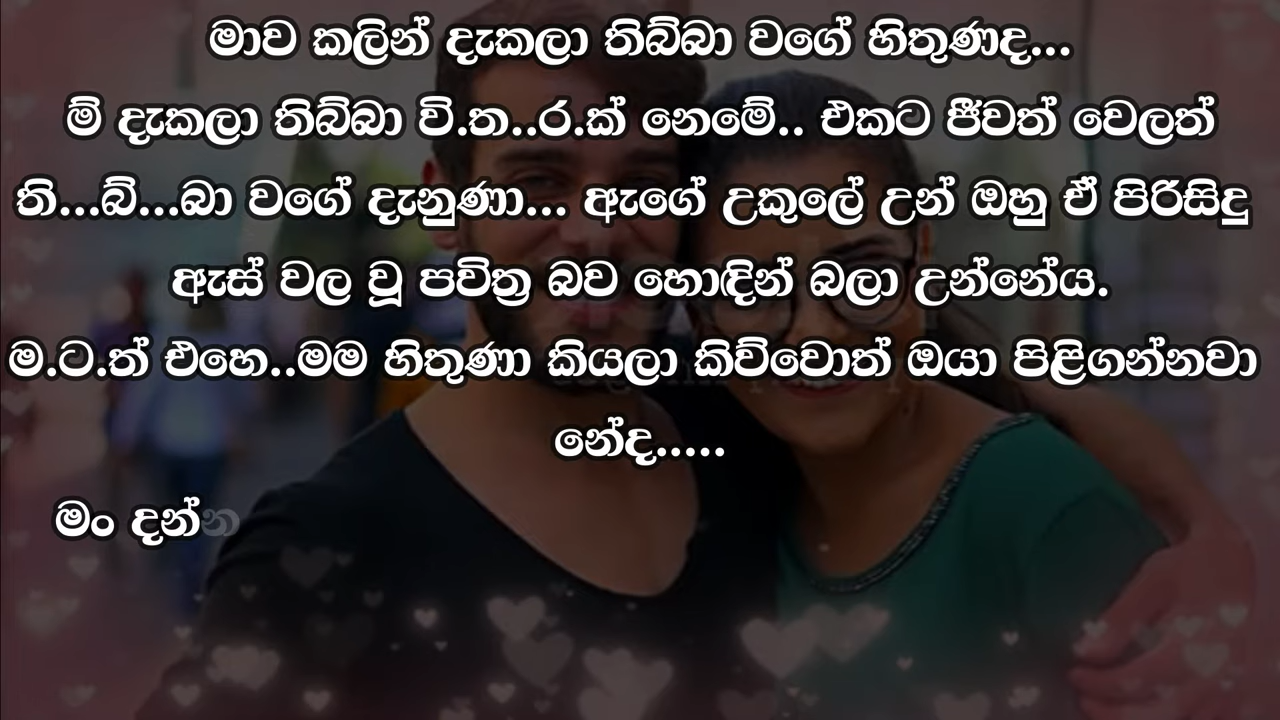 මාව කලින් දැකලා තිබ්බා වගේ හිතුණද...
ම් දැකලා තිබ්බා වි.ත..ර.ක් නෙමේ.. එකට ජීවත් වෙලත්
ති...බ්...බා වගේ දැනුණා... ඇගේ උකුලේ උන් ඔහු ඒ පිරිසිදු
ඇස් වල වූ පවිත්‍ර බව හොඳින් බලා උන්නේය.
ම.ට.ත් එහෙ..මම හිතුණා කියලා කිව්වොත් ඔයා පිළිගන්නවා
නේද.....
මං දන්න